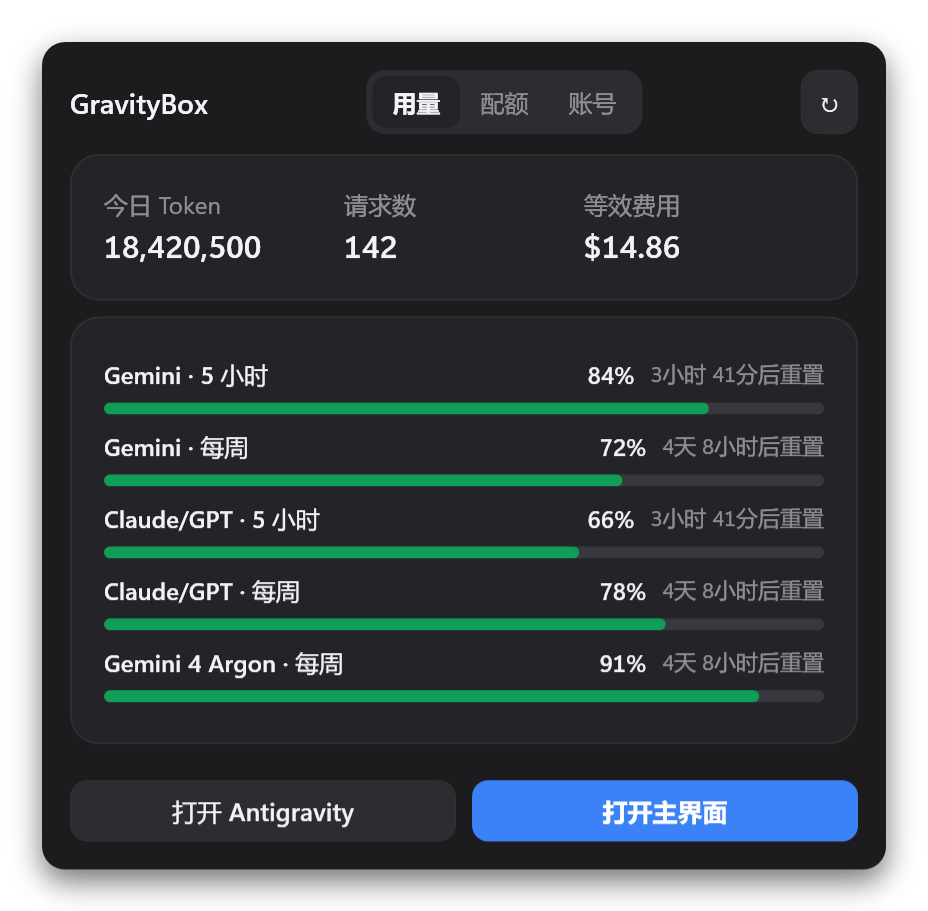 GravityBox
用量 配额 账号 ↻
今日 Token 请求数 等效费用
18,420,500 142 $14.86
Gemini · 5 小时 84% 3小时 41分后重置
Gemini · 每周 72% 4天 8小时后重置
Claude/GPT · 5 小时 66% 3小时 41分后重置
Claude/GPT · 每周 78% 4天 8小时后重置
Gemini 4 Argon · 每周 91% 4天 8小时后重置
打开 Antigravity 打开主界面